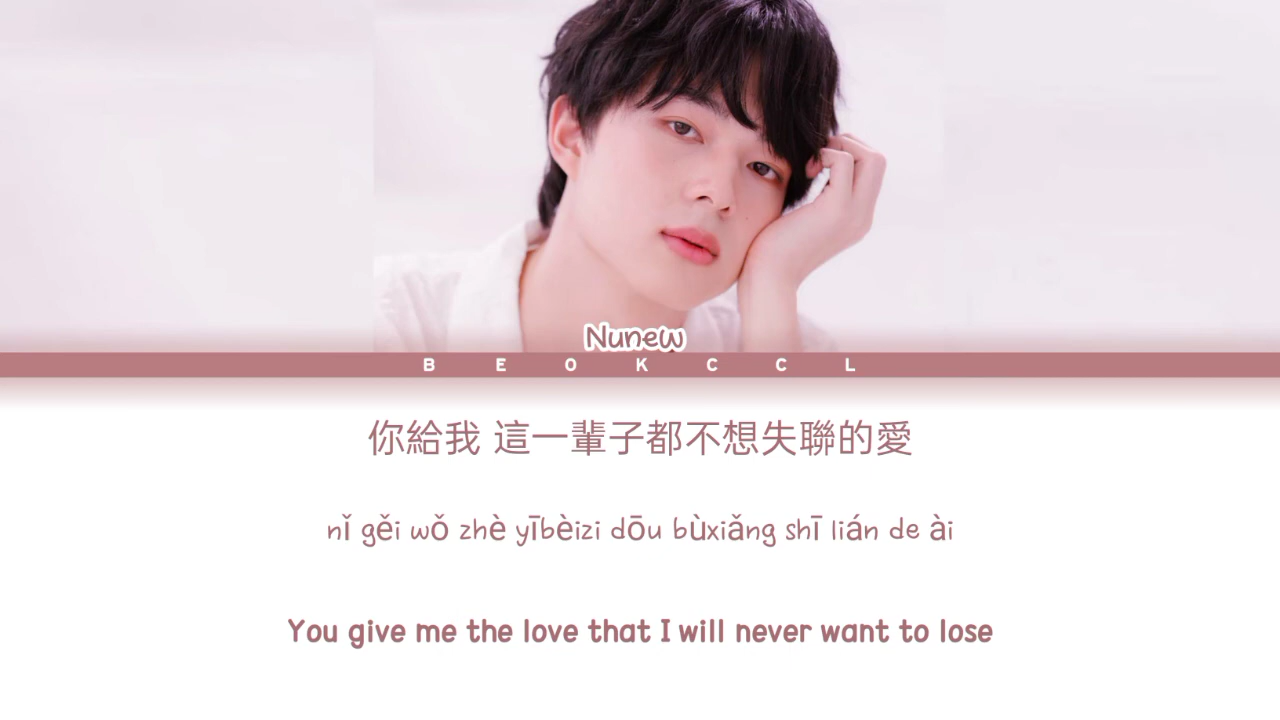 Nunew
BEOKCCL
你給我 這一輩子都不想失聯的愛
nǐ gěi wǒ zhè yībèizi dōu bùxiǎng shī lián de ài
You give me the love that I will never want to lose